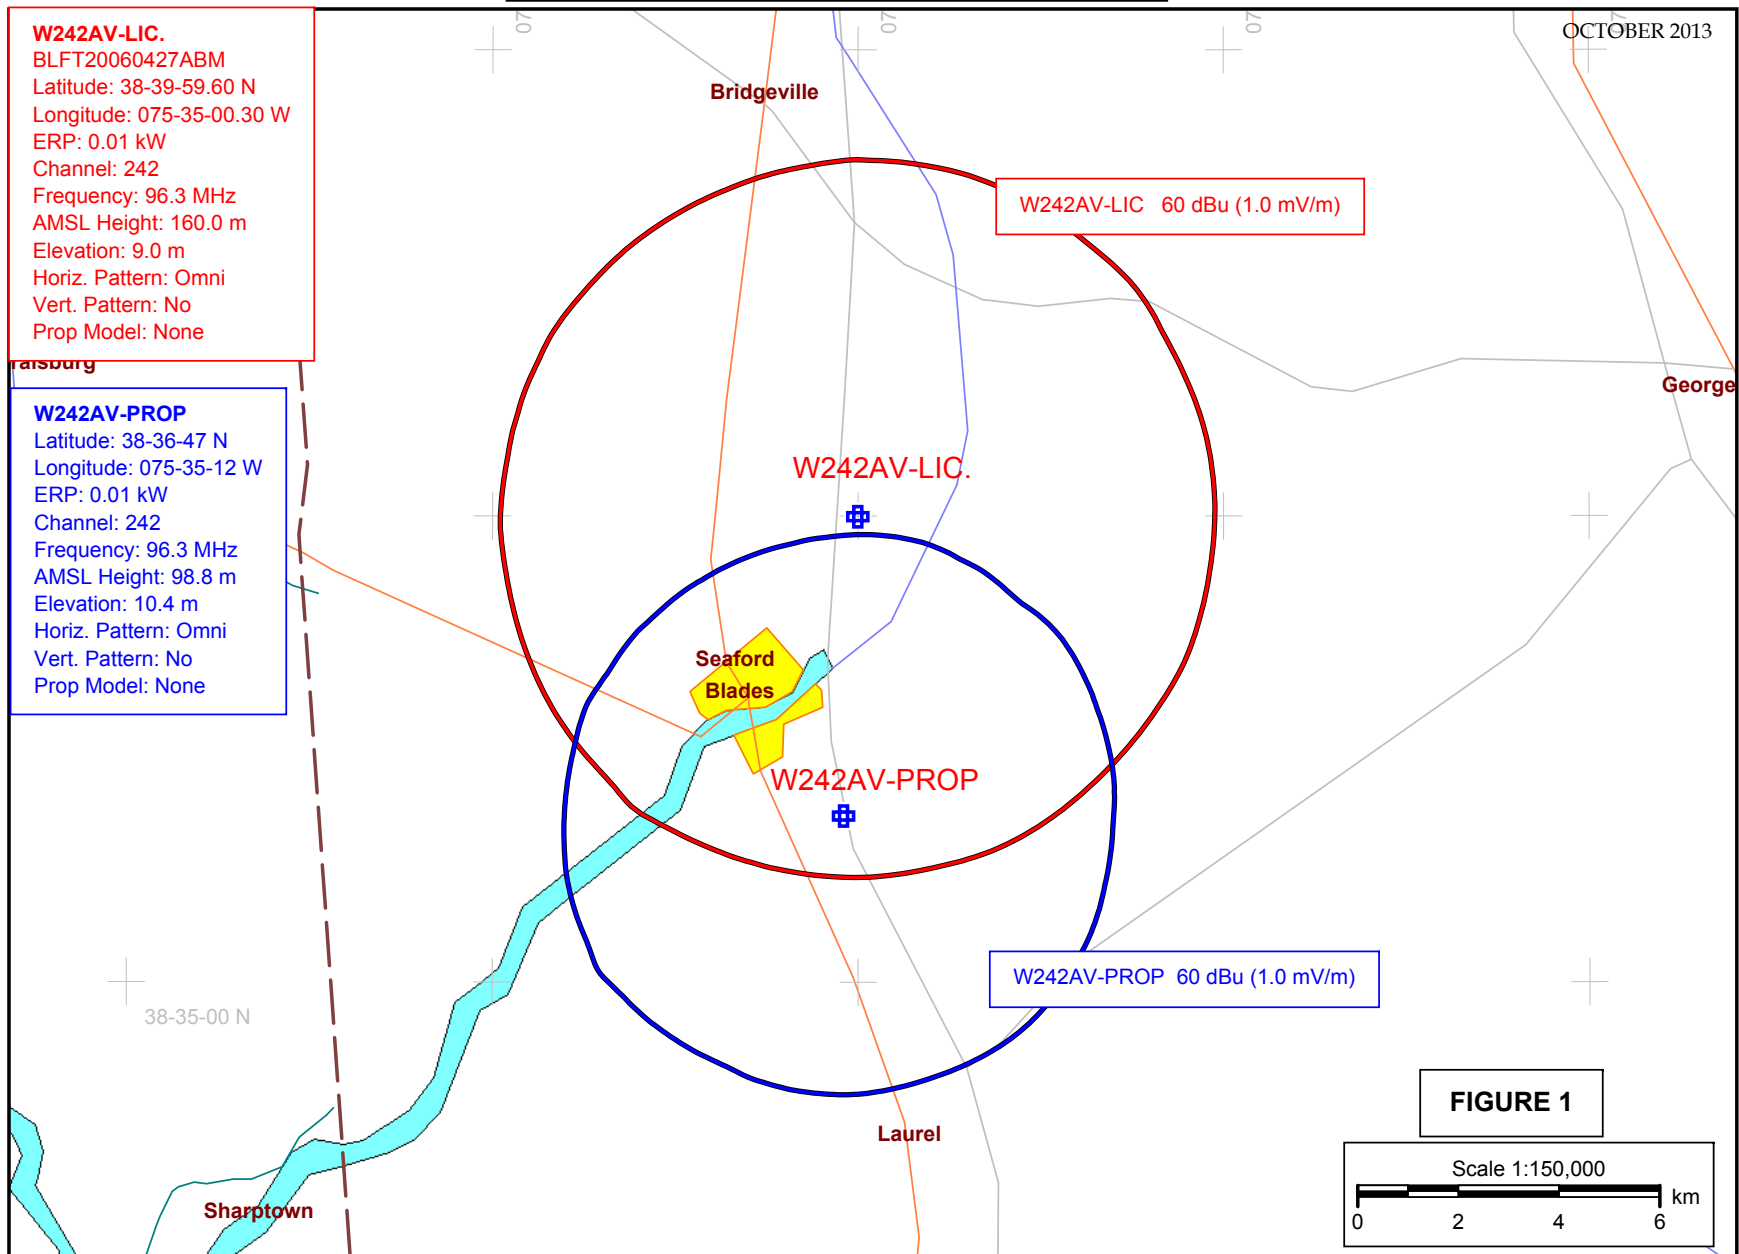 W242AV-LIC.
BLFT20060427ABM
Latitude: 38-39-59.60 N
Longitude: 075-35-00.30 W
ERP: 0.01 kW
Channel: 242
Frequency: 96.3 MHz
AMSL Height: 160.0 m
Elevation: 9.0 m
Horiz. Pattern: Omni
Vert. Pattern: No
Prop Model: None
07
07
07
07
OCTOBER 2013
Bridgeville
W242AV-LIC 60 dBu (1.0 mV/m)
George
W242AV-PROP
Latitude: 38-36-47 N
Longitude: 075-35-12 W
ERP: 0.01 kW
Channel: 242
Frequency: 96.3 MHz
AMSL Height: 98.8 m
Elevation: 10.4 m
Horiz. Pattern: Omni
Vert. Pattern: No
Prop Model: None
W242AV-LIC.
Seaford
Blades
W242AV-PROP
W242AV-PROP 60 dBu (1.0 mV/m)
38-35-00 N
Laurel
Sharptown
FIGURE 1
Scale 1:150,000
km
0 2 4 6